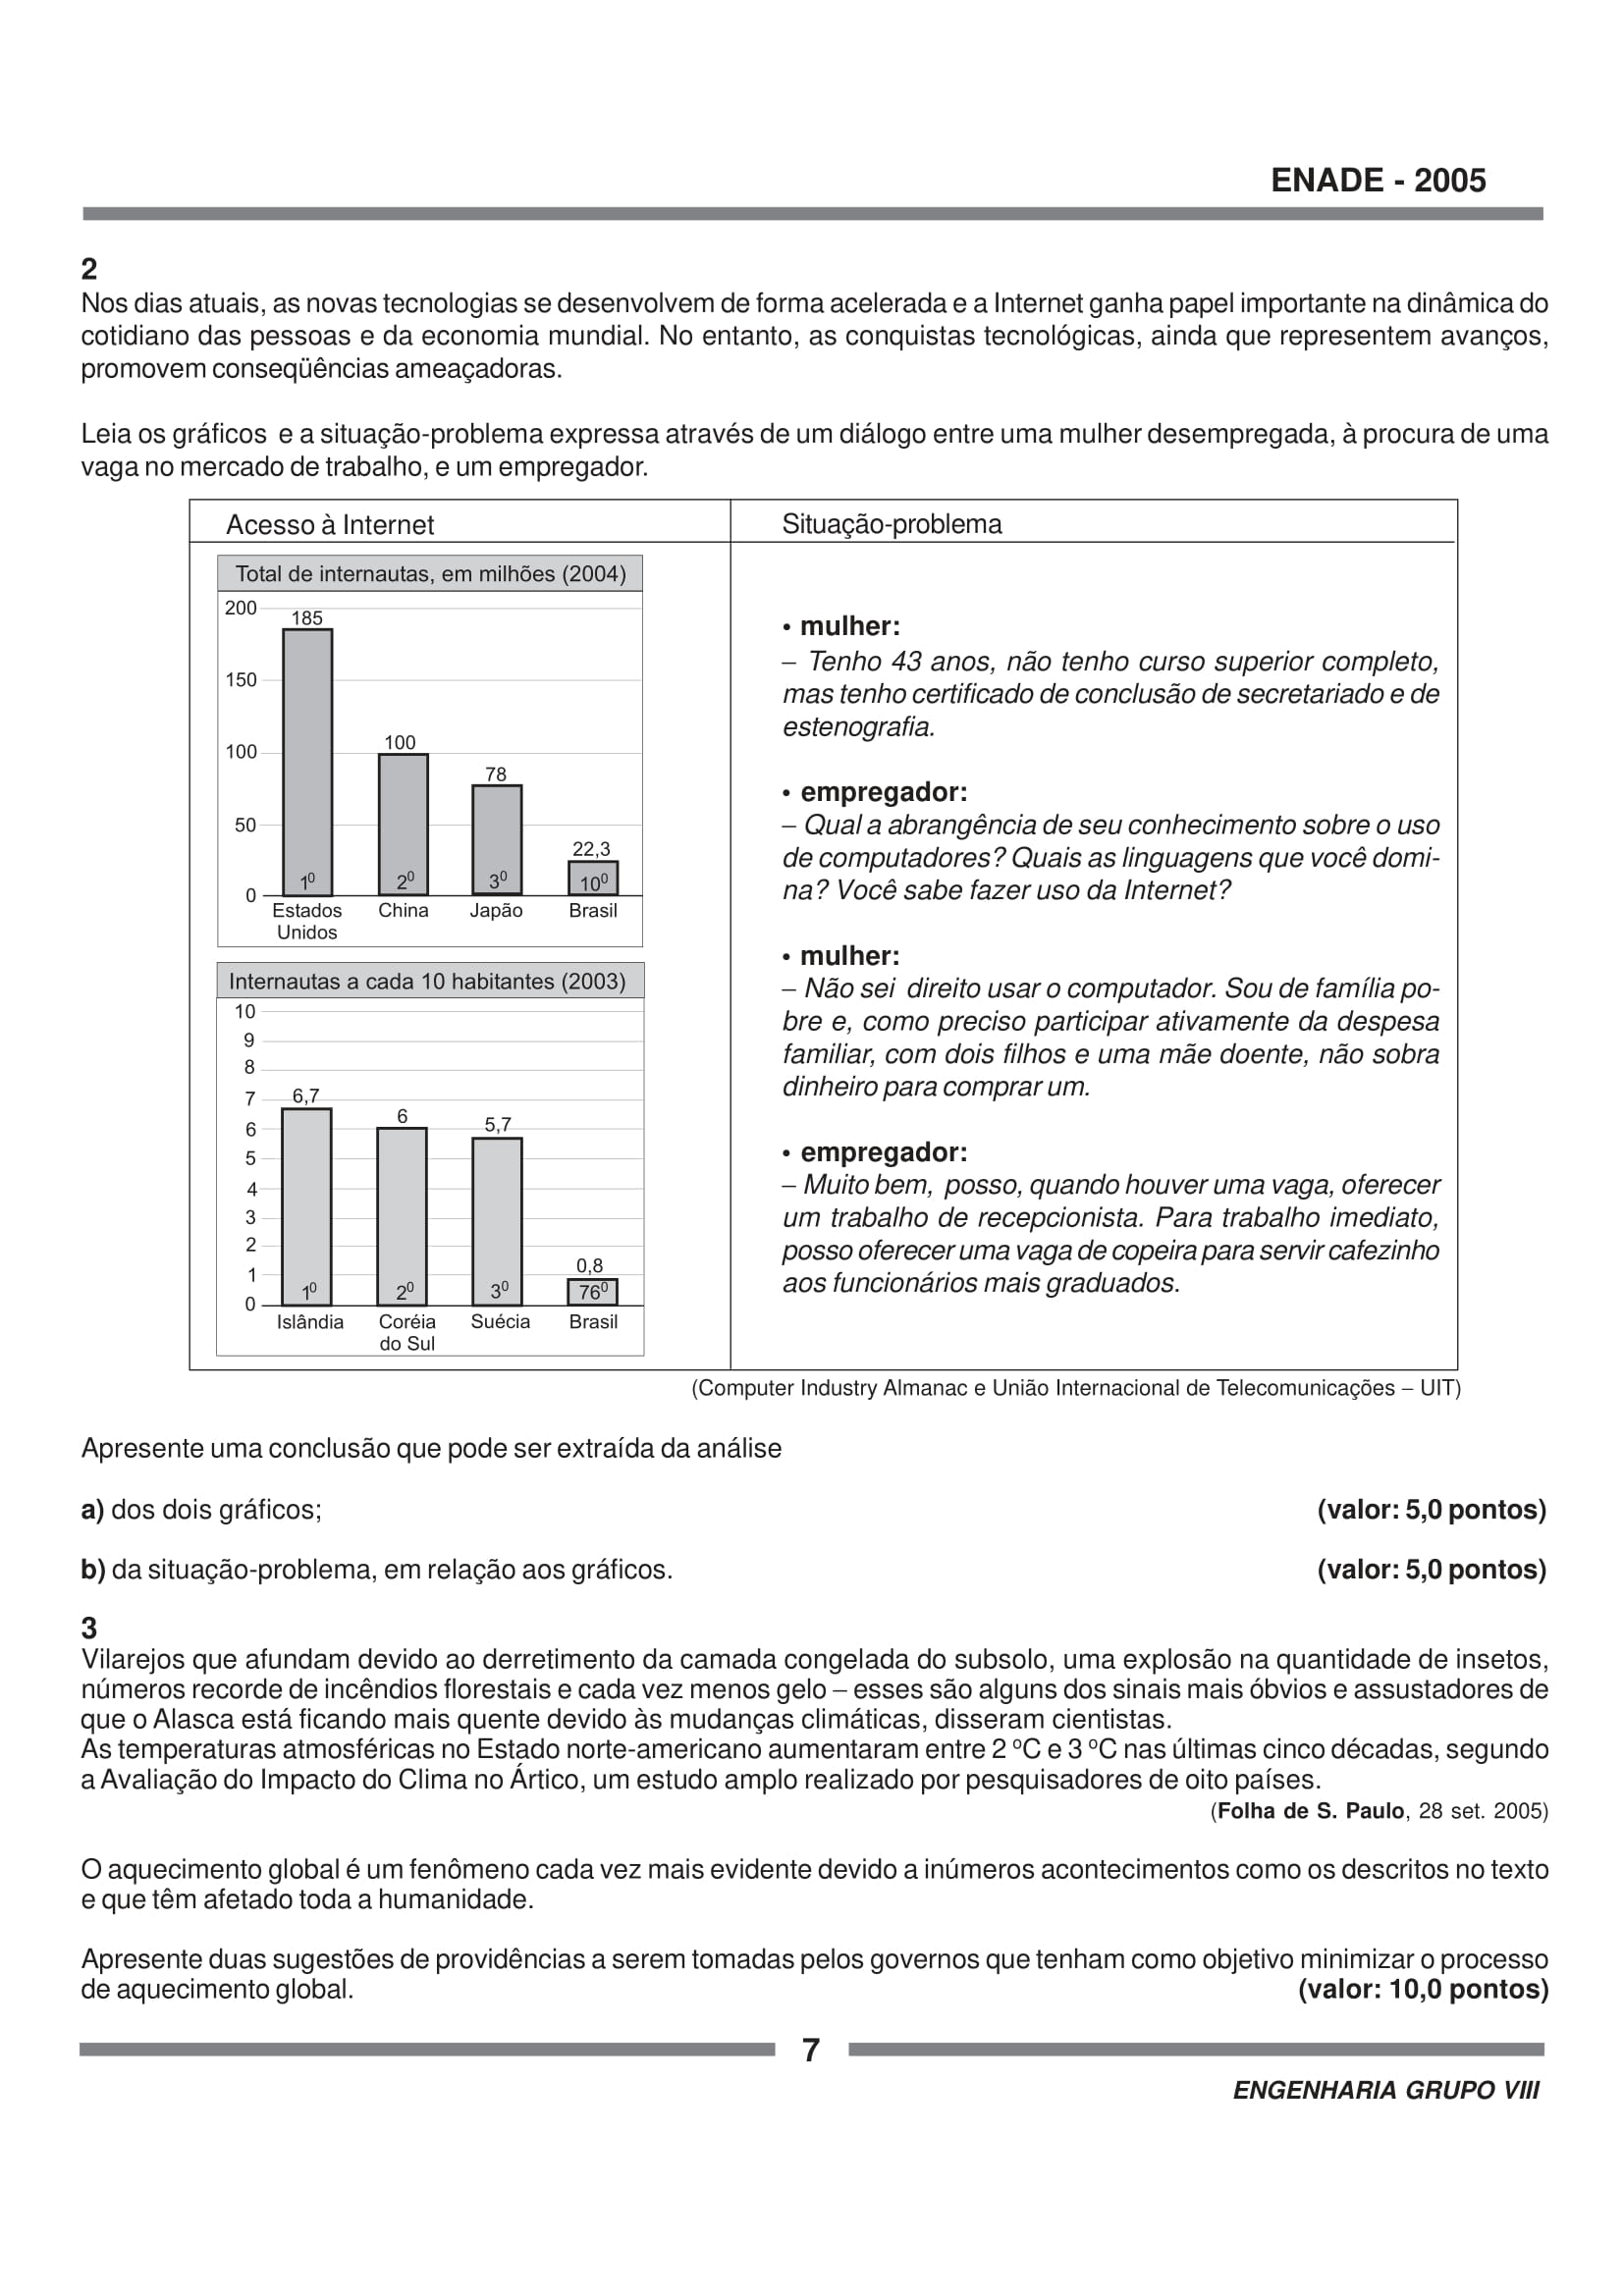 ENADE - 2005
2
Nos dias atuais, as novas tecnologias se desenvolvem de forma acelerada e a Internet ganha papel importante na dinâmica do
cotidiano das pessoas e da economia mundial. No entanto, as conquistas tecnológicas, ainda que representem avanços,
promovem conseqüências ameaçadoras.
Leia os gráficos e a situação-problema expressa através de um diálogo entre uma mulher desempregada, à procura de uma
vaga no mercado de trabalho, e um empregador.
Acesso à Internet
Total de internautas, em milhões (2004)
200
150
100
50
0
185
100
78
22,3
1º
2º
3º
10º
Estados
Unidos
China
Japão
Brasil
Internautas a cada 10 habitantes (2003)
10
9
8
7
6
5
4
3
2
1
0
6,7
6
5,7
0,8
1º
2º
3º
76º
Islândia
Coréia
do Sul
Suécia
Brasil
Situação-problema
• mulher:
– Tenho 43 anos, não tenho curso superior completo,
mas tenho certificado de conclusão de secretariado e de
estenografia.
• empregador:
– Qual a abrangência de seu conhecimento sobre o uso
de computadores? Quais as linguagens que você domi-
na? Você sabe fazer uso da Internet?
• mulher:
– Não sei direito usar o computador. Sou de família po-
bre e, como preciso participar ativamente da despesa
familiar, com dois filhos e uma mãe doente, não sobra
dinheiro para comprar um.
• empregador:
– Muito bem, posso, quando houver uma vaga, oferecer
um trabalho de recepcionista. Para trabalho imediato,
posso oferecer uma vaga de copeira para servir cafezinho
aos funcionários mais graduados.
(Computer Industry Almanac e União Internacional de Telecomunicações – UIT)
Apresente uma conclusão que pode ser extraída da análise
a) dos dois gráficos; (valor: 5,0 pontos)
b) da situação-problema, em relação aos gráficos. (valor: 5,0 pontos)
3
Vilarejos que afundam devido ao derretimento da camada congelada do subsolo, uma explosão na quantidade de insetos,
números recorde de incêndios florestais e cada vez menos gelo – esses são alguns dos sinais mais óbvios e assustadores de
que o Alasca está ficando mais quente devido às mudanças climáticas, disseram cientistas.
As temperaturas atmosféricas no Estado norte-americano aumentaram entre 2 ºC e 3 ºC nas últimas cinco décadas, segundo
a Avaliação do Impacto do Clima no Ártico, um estudo amplo realizado por pesquisadores de oito países.
(Folha de S. Paulo, 28 set. 2005)
O aquecimento global é um fenômeno cada vez mais evidente devido a inúmeros acontecimentos como os descritos no texto
e que têm afetado toda a humanidade.
Apresente duas sugestões de providências a serem tomadas pelos governos que tenham como objetivo minimizar o processo
de aquecimento global. (valor: 10,0 pontos)
7
ENGENHARIA GRUPO VIII